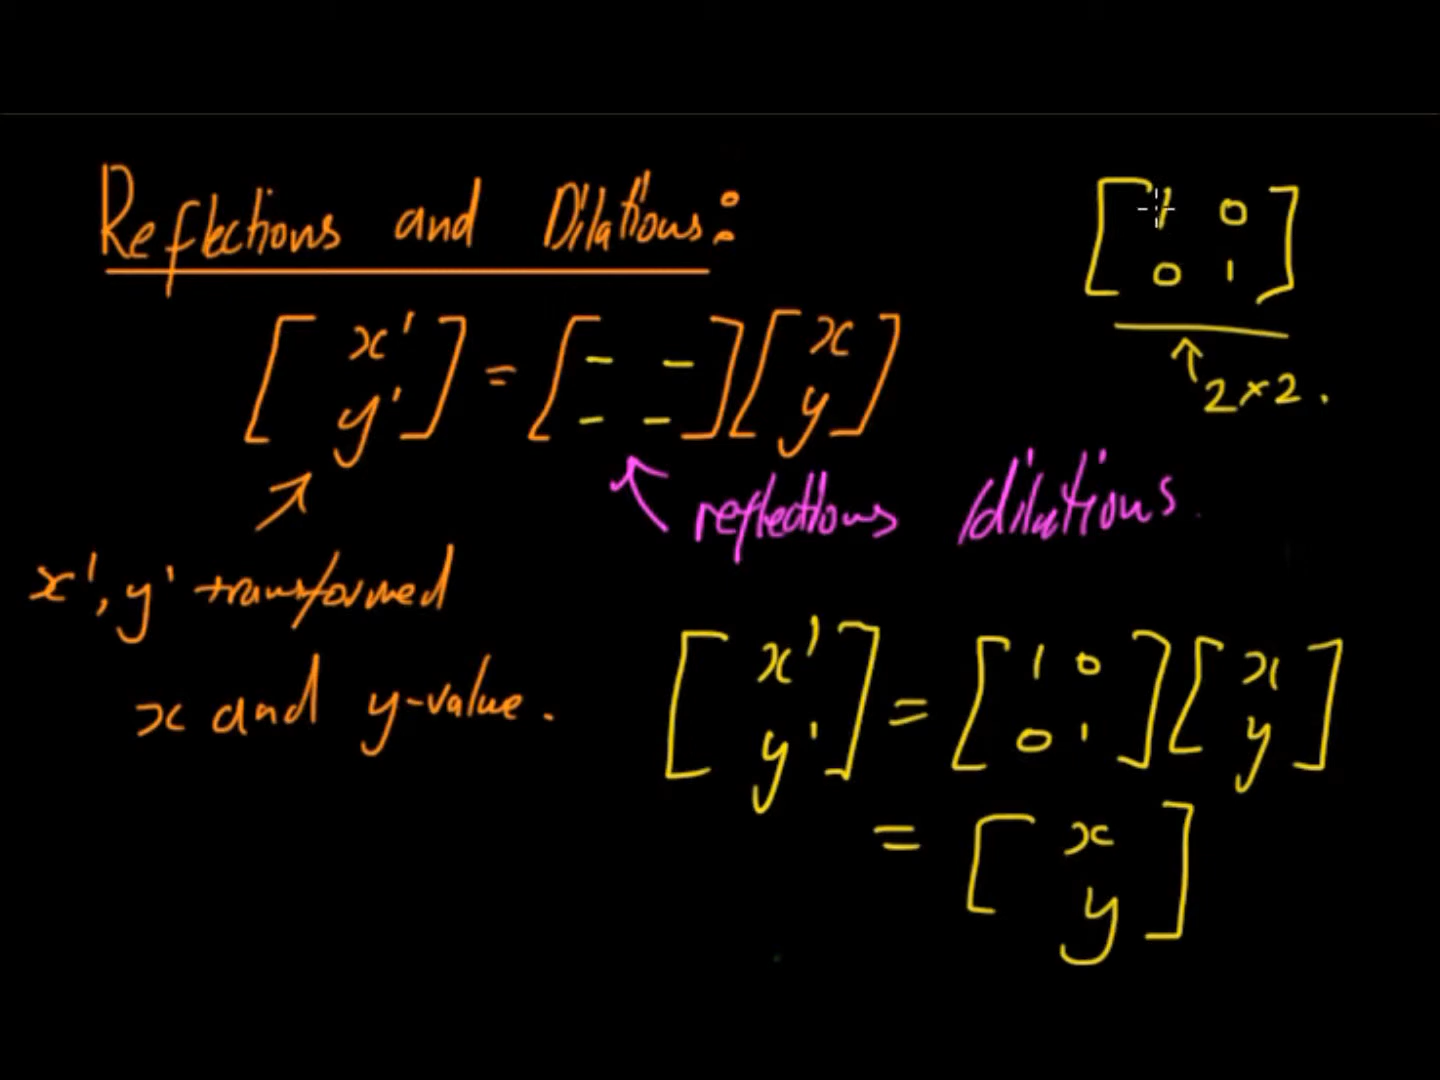 Reflections and Dilations:
[1 0
0 1]
2×2.
[x'
y'] = [– –
– –] [x
y]
reflections /dilations.
x', y' transformed
x and y-value.
[x'
y'] = [1 0
0 1] [x
y]
= [x
y]